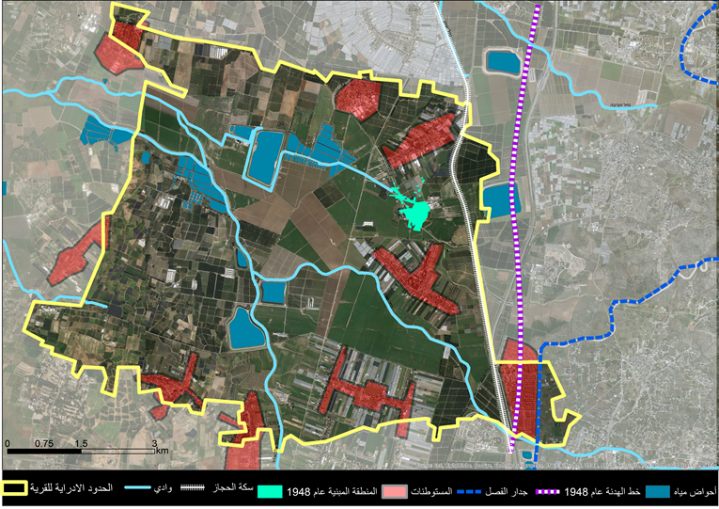 0 0.75 1.5 3
km
الحدود الادراية للقرية وادي سكة الحجاز المنطقة المبنية عام 1948 المستوطنات جدار الفصل خط الهدنة عام 1948 أحواض مياه